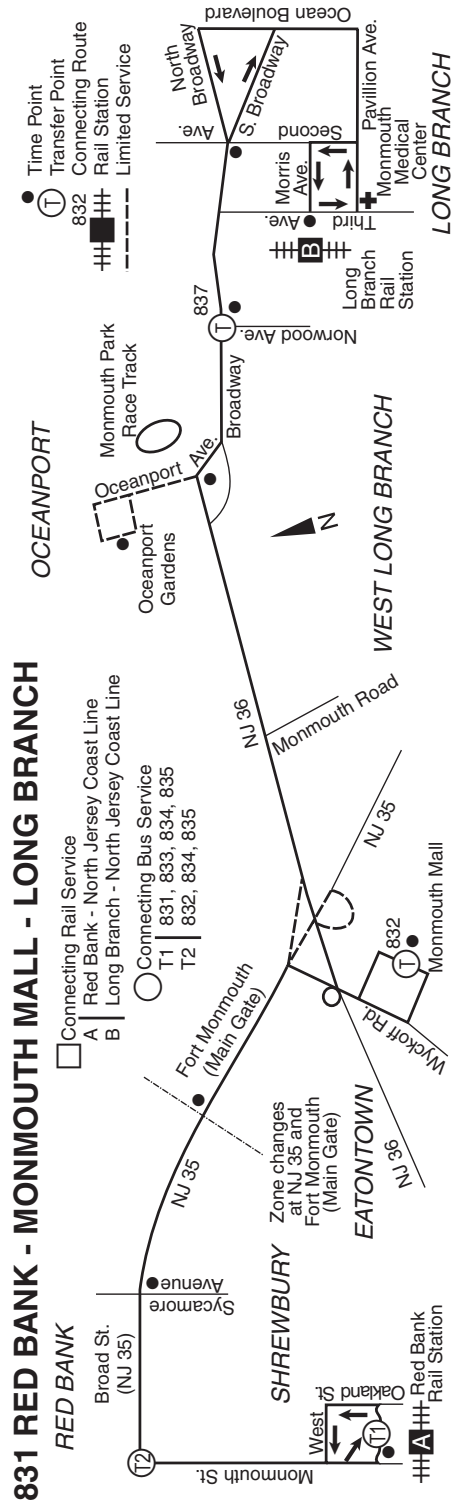 831 RED BANK - MONMOUTH MALL - LONG BRANCH
Connecting Rail Service
A Red Bank - North Jersey Coast Line
B Long Branch - North Jersey Coast Line
Connecting Bus Service
T1 831, 833, 834, 835
T2 832, 834, 835
Time Point
T Transfer Point
832 Connecting Route
Rail Station
Limited Service
RED BANK
T2
Broad St.
(NJ 35)
Monmouth St.
West
Oakland St.
T1
A
Red Bank
Rail Station
SHREWBURY
Sycamore
Avenue
NJ 35
Fort Monmouth
(Main Gate)
Zone changes
at NJ 35 and
Fort Monmouth
(Main Gate)
EATONTOWN
NJ 36
Wyckoff Rd.
T
832
Monmouth Mall
NJ 35
NJ 36
Monmouth Road
N
WEST LONG BRANCH
OCEANPORT
Oceanport
Gardens
Oceanport
Ave.
Monmouth Park
Race Track
Broadway
T
837
Norwood Ave.
B
Long
Branch
Rail
Station
Third
Ave.
Morris
Ave.
Second
Ave.
North
Broadway
S. Broadway
Ocean Boulevard
Pavillion Ave.
Monmouth
Medical
Center
LONG BRANCH